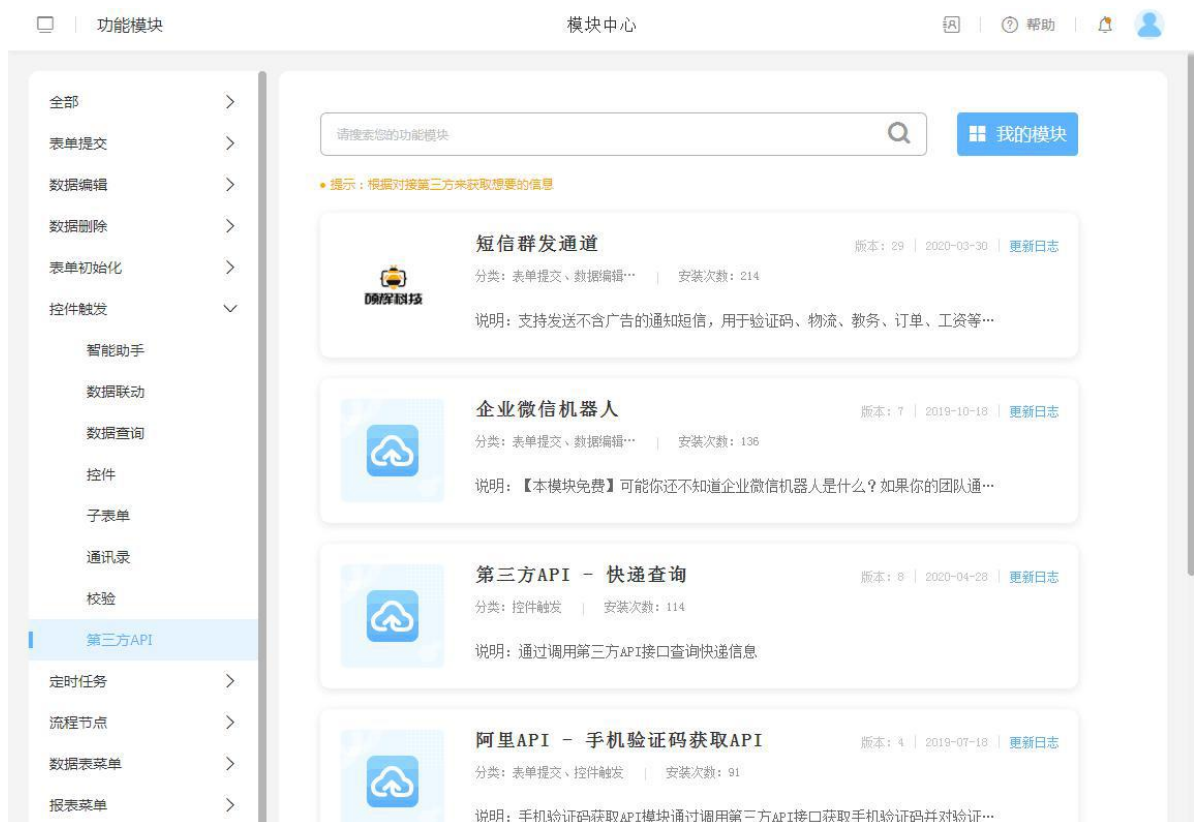 功能模块
模块中心
帮助
全部
表单提交
数据编辑
数据删除
表单初始化
控件触发
智能助手
数据联动
数据查询
控件
子表单
通讯录
校验
第三方API
定时任务
流程节点
数据表菜单
报表菜单
请搜索您的功能模块
我的模块
提示：根据对接第三方来获取想要的信息
短信群发通道
版本：29 | 2020-03-30 | 更新日志
分类：表单提交、数据编辑… | 安装次数：214
说明：支持发送不含广告的通知短信，用于验证码、物流、教务、订单、工资等…
企业微信机器人
版本：7 | 2019-10-18 | 更新日志
分类：表单提交、数据编辑… | 安装次数：136
说明：【本模块免费】可能你还不知道企业微信机器人是什么？如果你的团队通…
第三方API - 快递查询
版本：8 | 2020-04-28 | 更新日志
分类：控件触发 | 安装次数：114
说明：通过调用第三方API接口查询快递信息
阿里API - 手机验证码获取API
版本：4 | 2019-07-18 | 更新日志
分类：表单提交、控件触发 | 安装次数：91
说明：手机验证码获取API模块通过调用第三方API接口获取手机验证码并对验证…